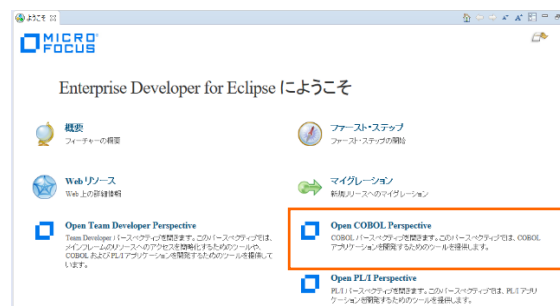 ようこそ
MICRO
FOCUS
Enterprise Developer for Eclipse にようこそ
概要
フィーチャーの概要
ファースト・ステップ
ファースト・ステップの開始
Web リソース
Web 上の詳細情報
マイグレーション
新規リリースへのマイグレーション
Open Team Developer Perspective
Team Developer パースペクティブを開きます。このパースペクティブでは、
メインフレームのリソースへのアクセスを簡略化するためのツールや、
COBOL および PL/I アプリケーションを開発するためのツールを提供して
います。
Open COBOL Perspective
COBOL パースペクティブを開きます。このパースペクティブでは、COBOL
アプリケーションを開発するためのツールを提供します。
Open PL/I Perspective
PL/I パースペクティブを開きます。このパースペクティブでは、PL/I アプリ
ケーションを開発するためのツールを提供します。